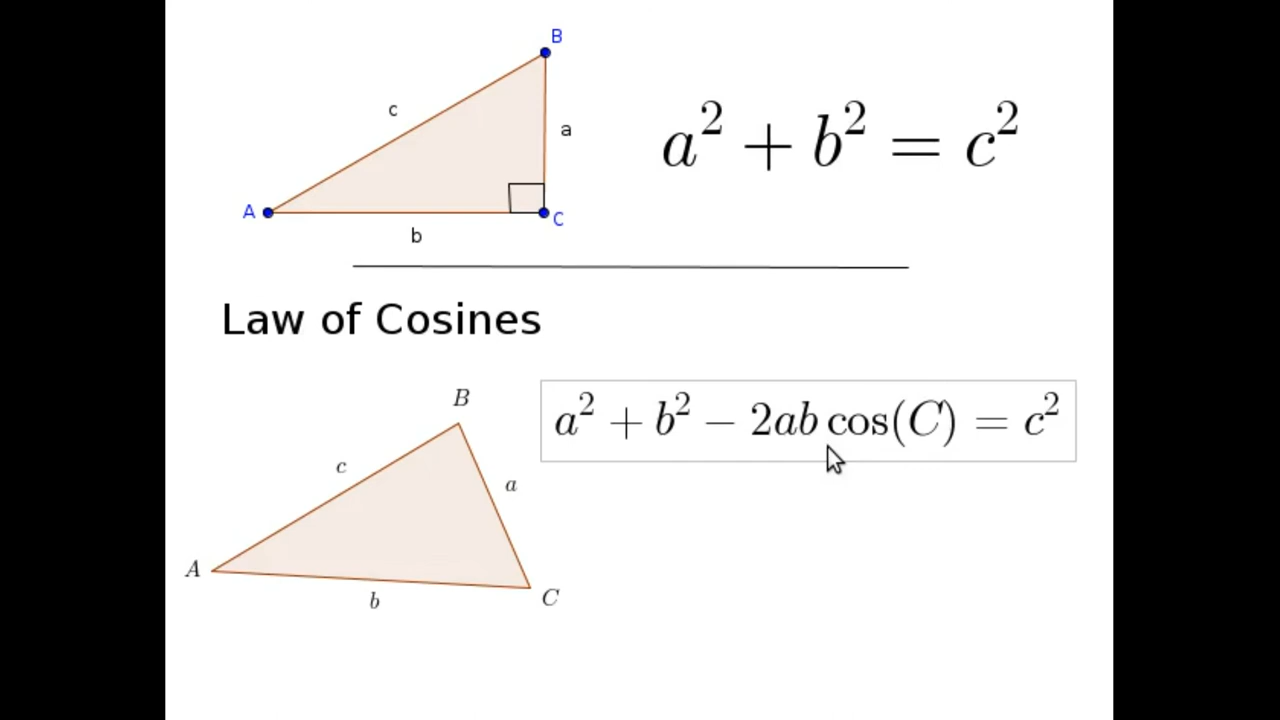 B
c
a
a² + b² = c²
A
C
b
Law of Cosines
B
a² + b² − 2ab cos(C) = c²
c
a
A
b
C